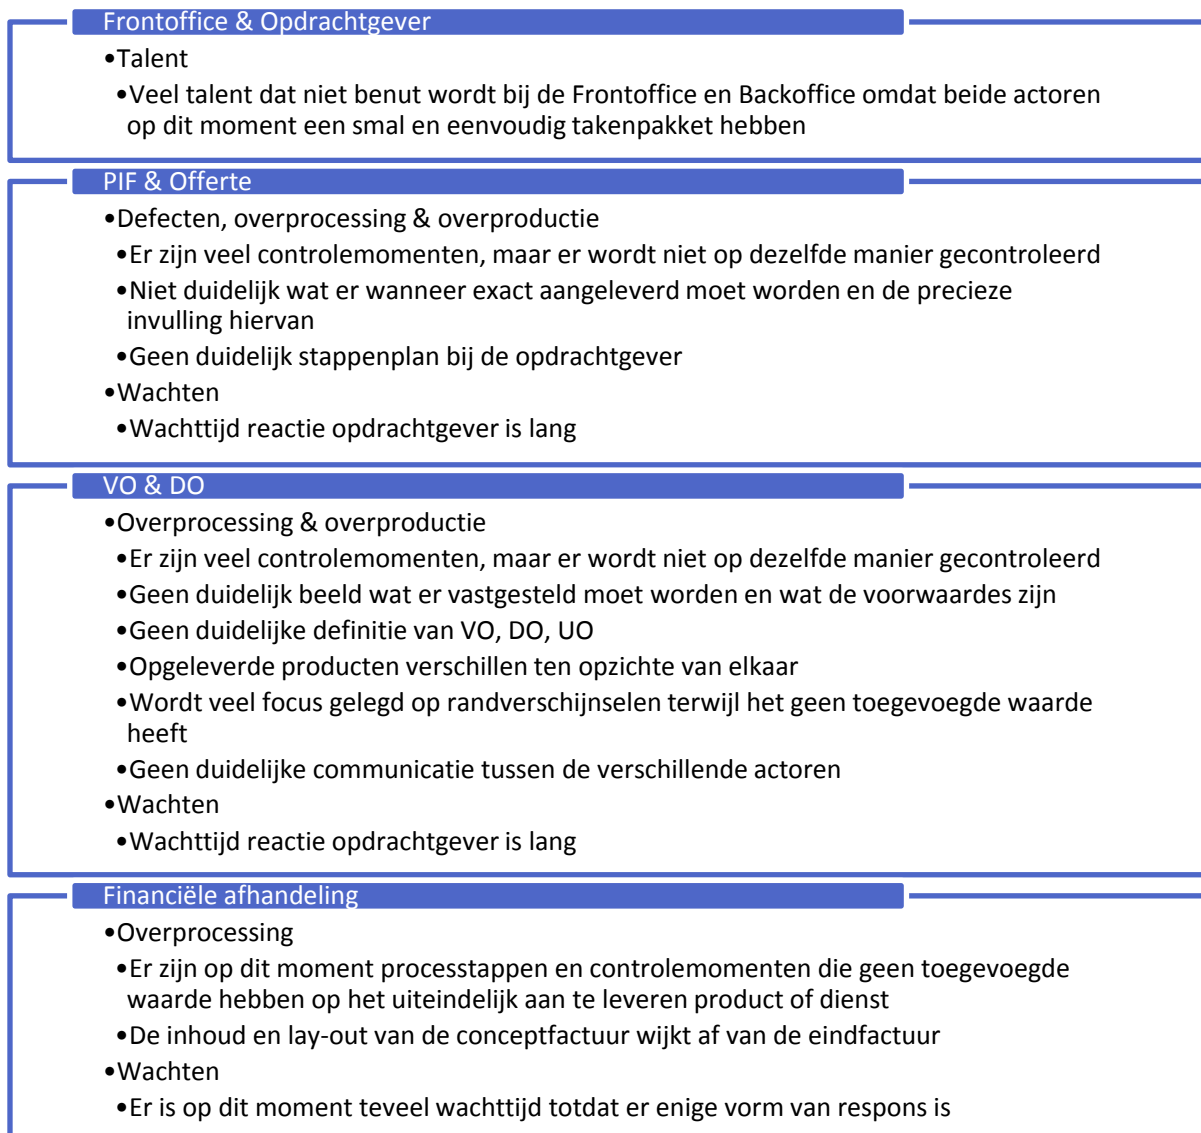 Frontoffice & Opdrachtgever
•Talent
•Veel talent dat niet benut wordt bij de Frontoffice en Backoffice omdat beide actoren
op dit moment een smal en eenvoudig takenpakket hebben
PIF & Offerte
•Defecten, overprocessing & overproductie
•Er zijn veel controlemomenten, maar er wordt niet op dezelfde manier gecontroleerd
•Niet duidelijk wat er wanneer exact aangeleverd moet worden en de precieze
invulling hiervan
•Geen duidelijk stappenplan bij de opdrachtgever
•Wachten
•Wachttijd reactie opdrachtgever is lang
VO & DO
•Overprocessing & overproductie
•Er zijn veel controlemomenten, maar er wordt niet op dezelfde manier gecontroleerd
•Geen duidelijk beeld wat er vastgesteld moet worden en wat de voorwaardes zijn
•Geen duidelijke definitie van VO, DO, UO
•Opgeleverde producten verschillen ten opzichte van elkaar
•Wordt veel focus gelegd op randverschijnselen terwijl het geen toegevoegde waarde
heeft
•Geen duidelijke communicatie tussen de verschillende actoren
•Wachten
•Wachttijd reactie opdrachtgever is lang
Financiële afhandeling
•Overprocessing
•Er zijn op dit moment processtappen en controlemomenten die geen toegevoegde
waarde hebben op het uiteindelijk aan te leveren product of dienst
•De inhoud en lay-out van de conceptfactuur wijkt af van de eindfactuur
•Wachten
•Er is op dit moment teveel wachttijd totdat er enige vorm van respons is